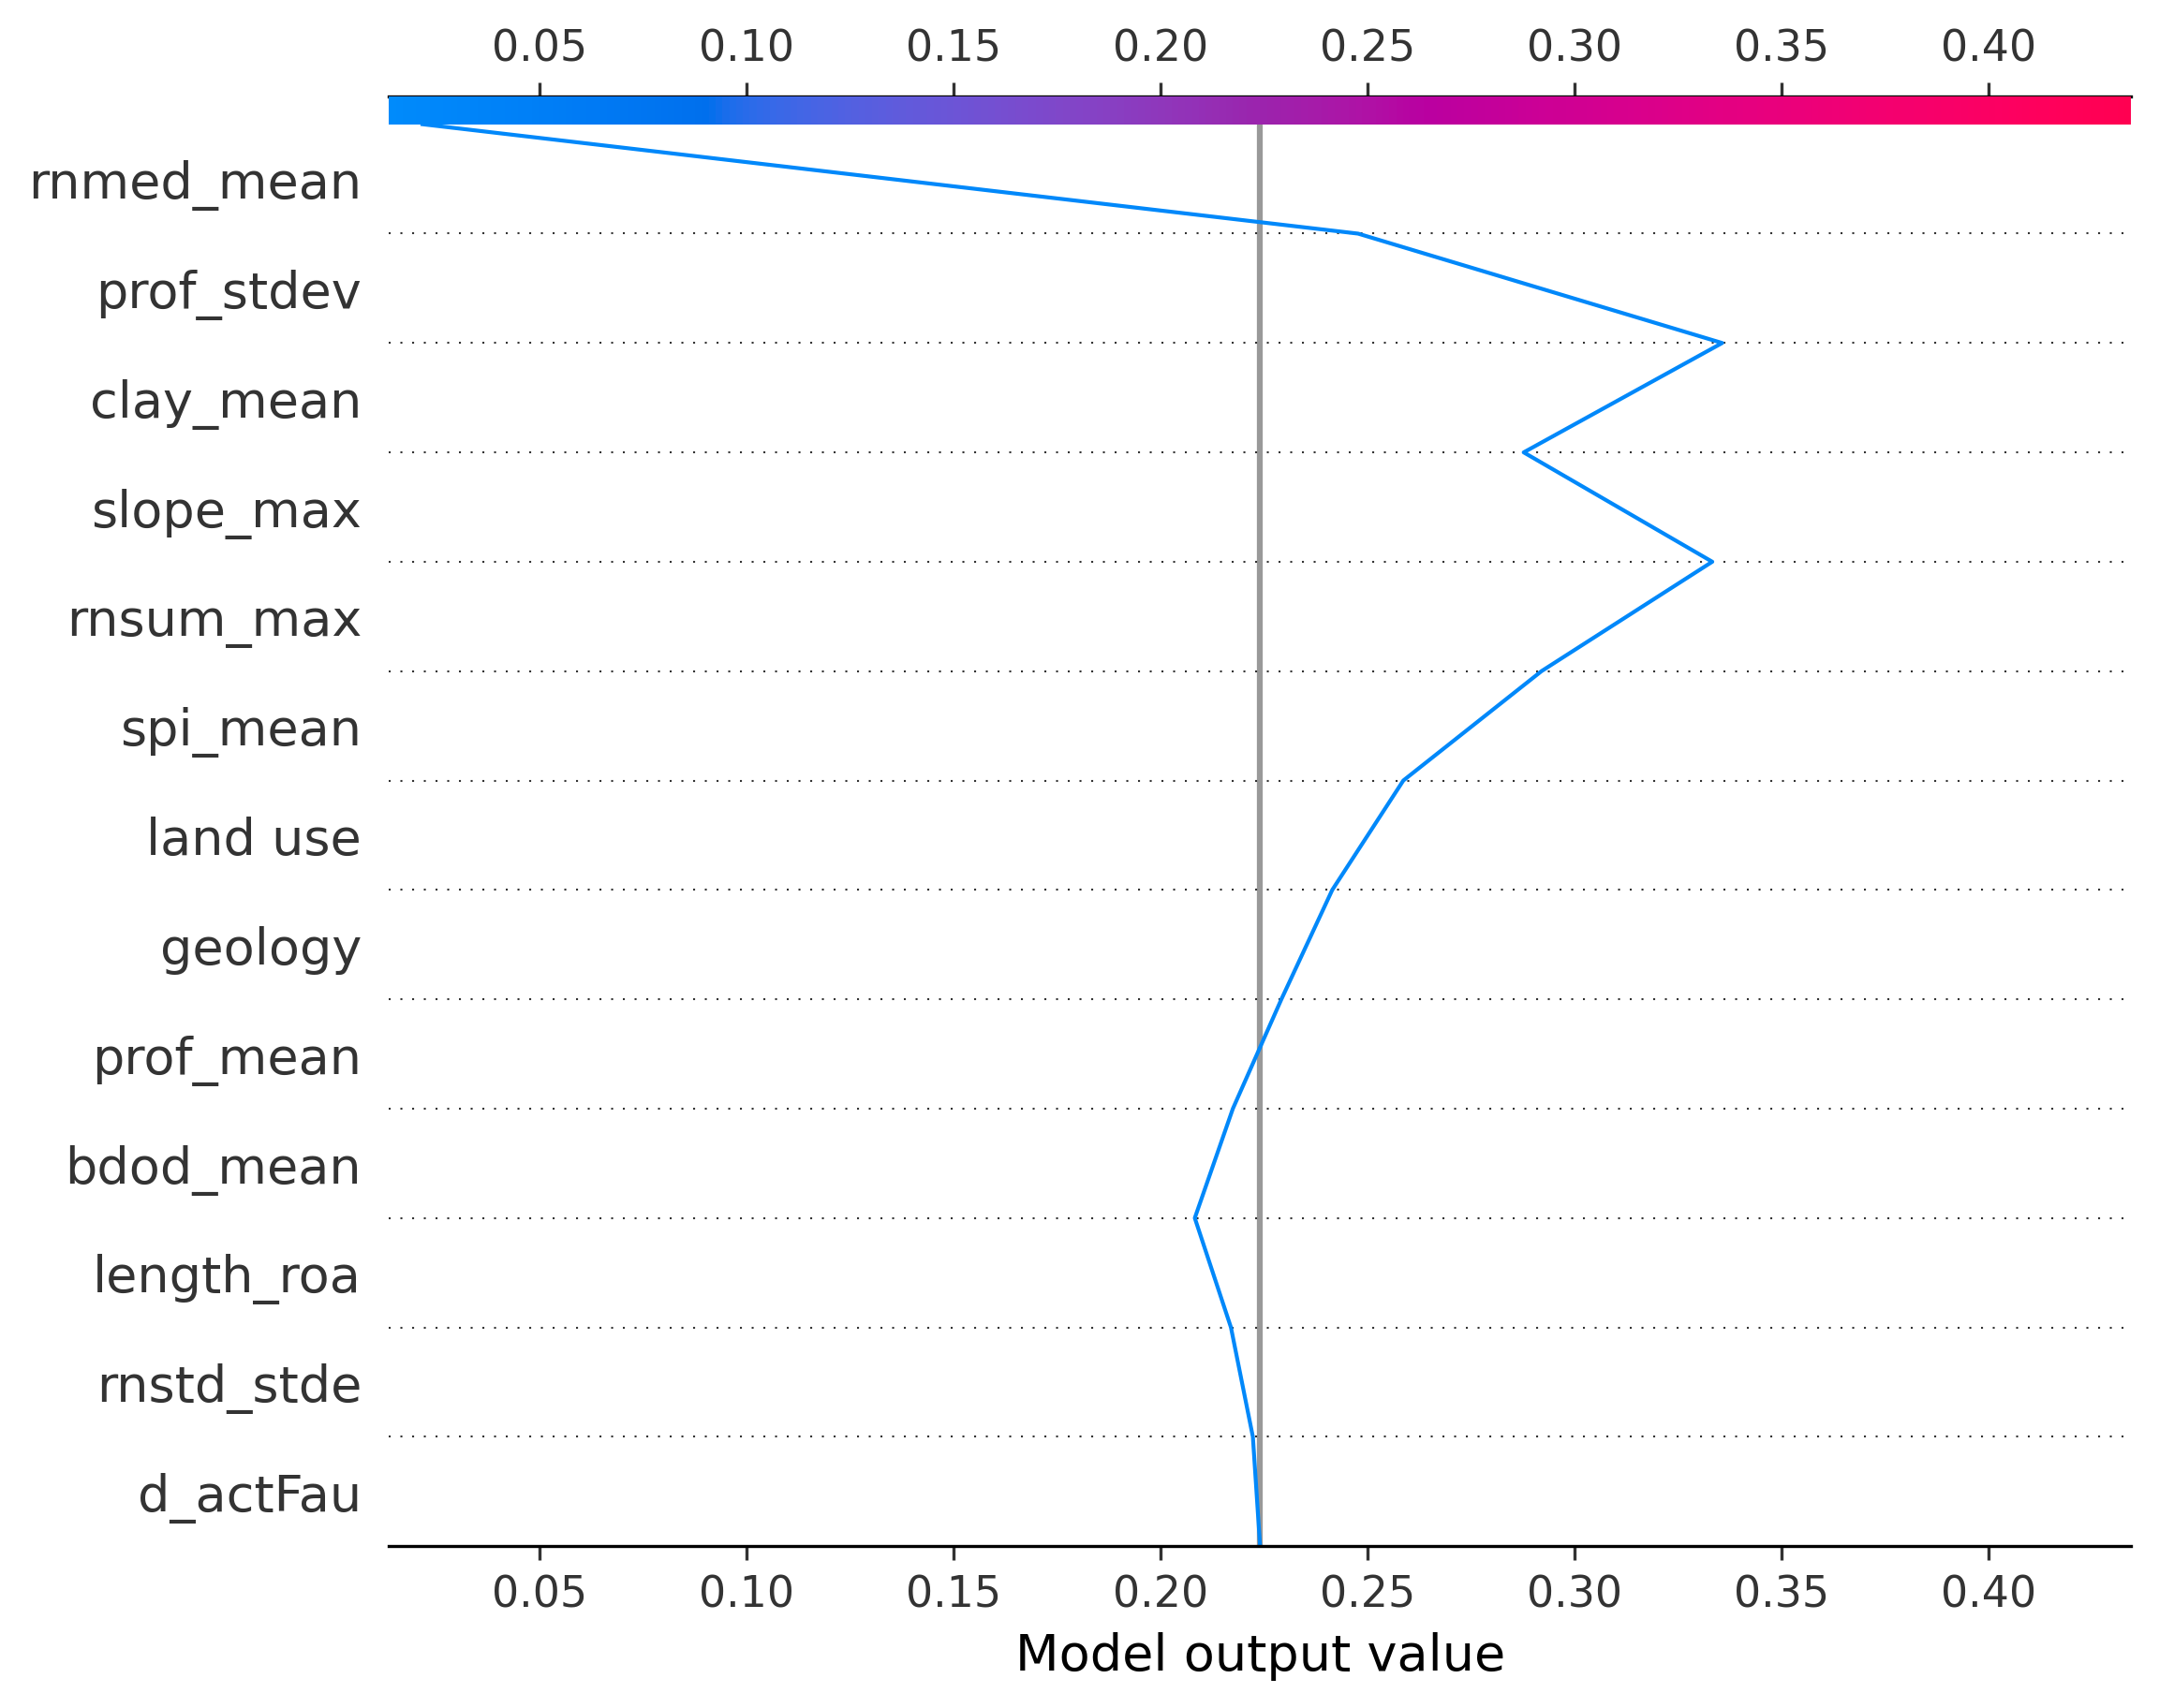 0.05 0.10 0.15 0.20 0.25 0.30 0.35 0.40
rnmed_mean
prof_stdev
clay_mean
slope_max
rnsum_max
spi_mean
land use
geology
prof_mean
bdod_mean
length_roa
rnstd_stde
d_actFau
0.05 0.10 0.15 0.20 0.25 0.30 0.35 0.40
Model output value